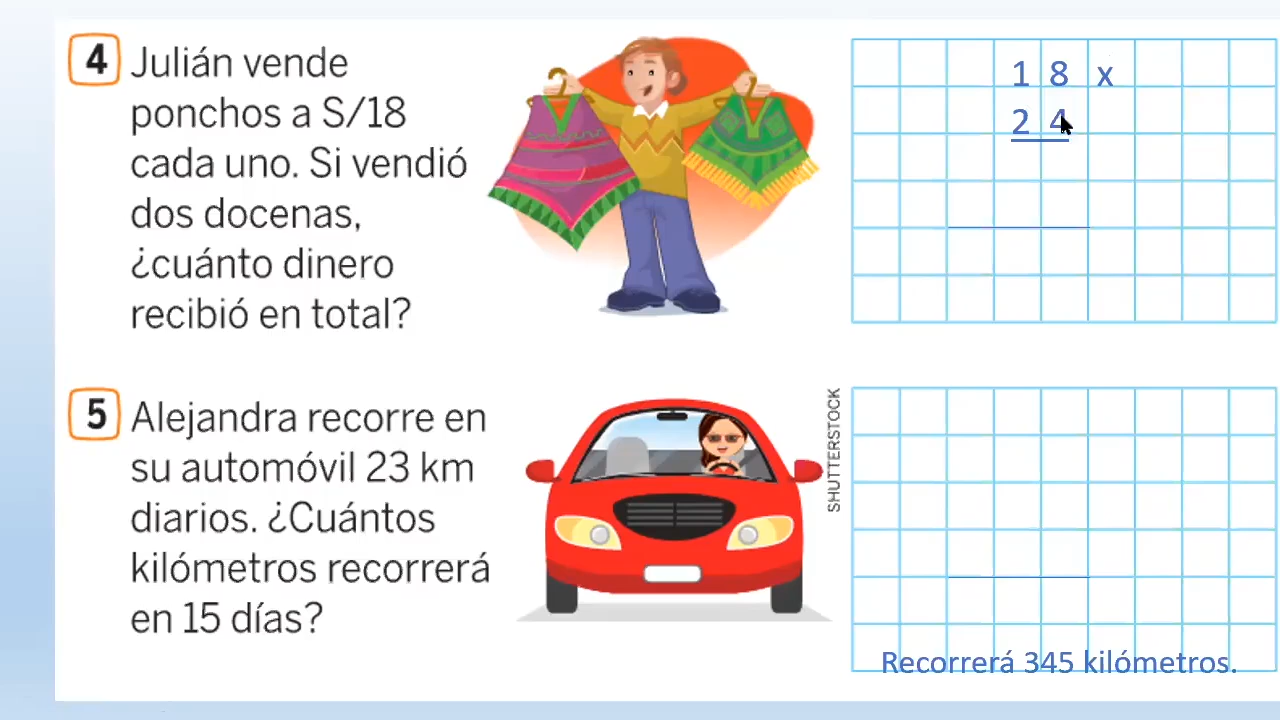 4 Julián vende
ponchos a S/18
cada uno. Si vendió
dos docenas,
¿cuánto dinero
recibió en total?
1 8 x
2 4
5 Alejandra recorre en
su automóvil 23 km
diarios. ¿Cuántos
kilómetros recorrerá
en 15 días?
SHUTTERSTOCK
Recorrerá 345 kilómetros.